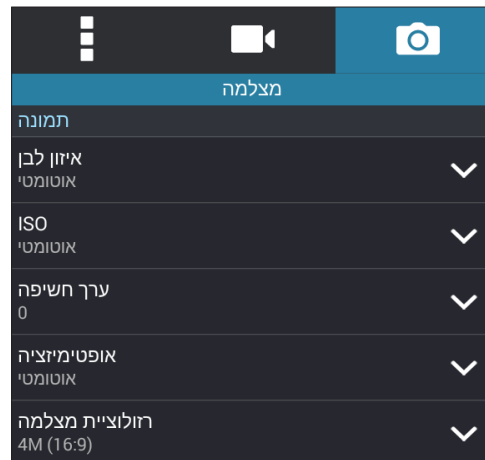 מצלמה
תמונה
איזון לבן
אוטומטי
ISO
אוטומטי
ערך חשיפה
0
אופטימיזציה
אוטומטי
רזולוציית מצלמה
4M (16:9)